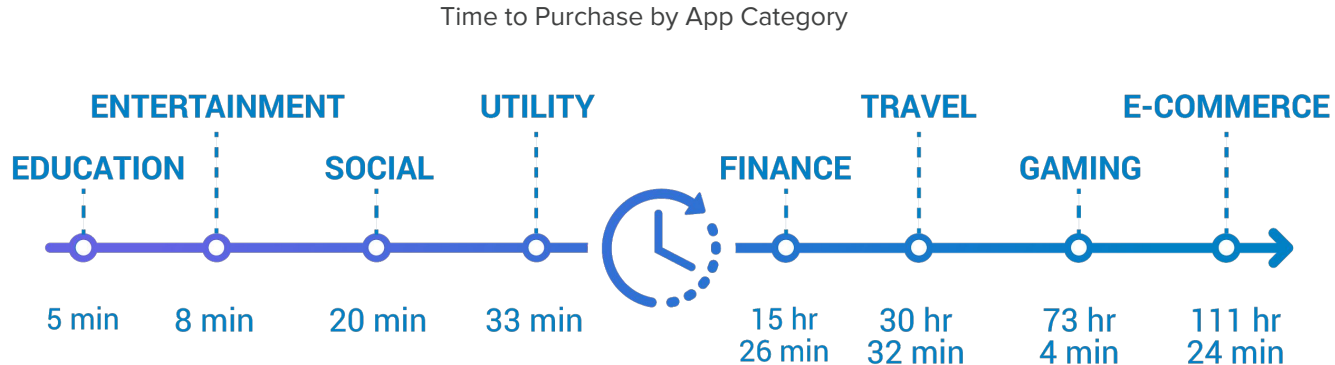 Time to Purchase by App Category
ENTERTAINMENT
UTILITY
TRAVEL
E-COMMERCE
EDUCATION
SOCIAL
FINANCE
GAMING
5 min
8 min
20 min
33 min
15 hr
26 min
30 hr
32 min
73 hr
4 min
111 hr
24 min